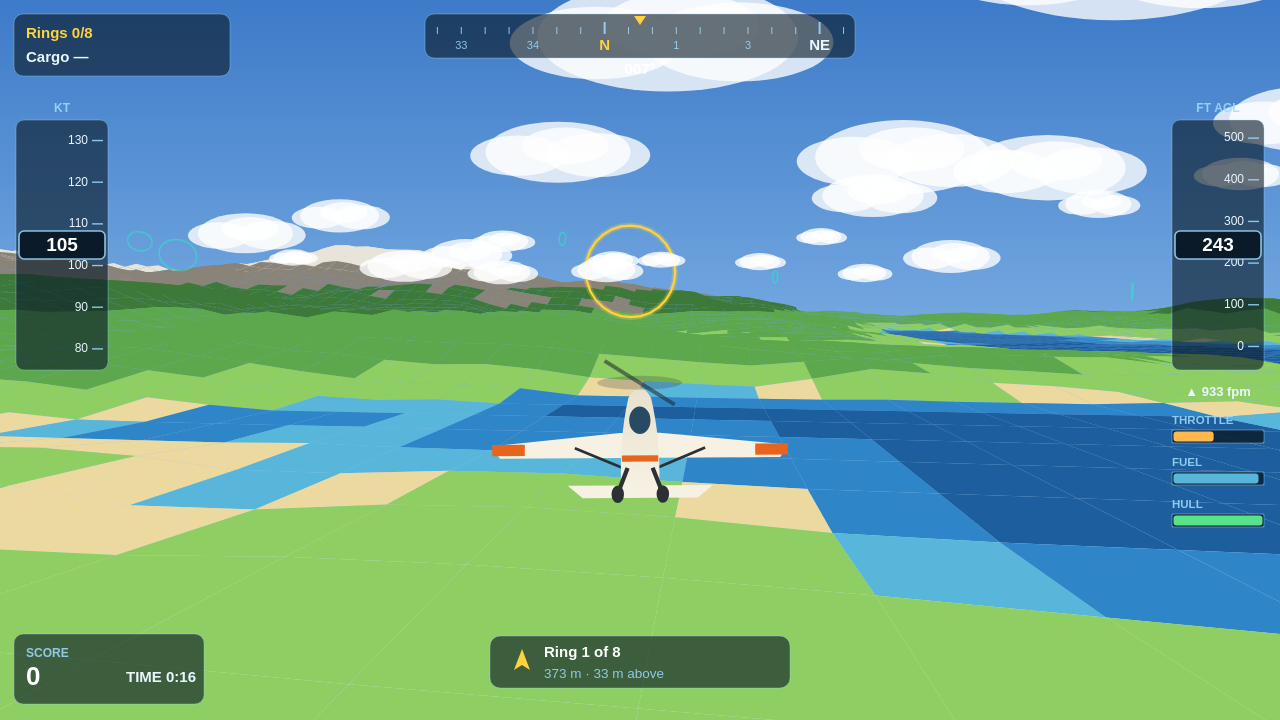 Rings 0/8
Cargo —
33
34
N
1
3
NE
007°
KT
130
120
110
105
100
90
80
FT AGL
500
400
300
243
200
100
0
▲ 933 fpm
THROTTLE
FUEL
HULL
SCORE
0
TIME 0:16
Ring 1 of 8
373 m · 33 m above